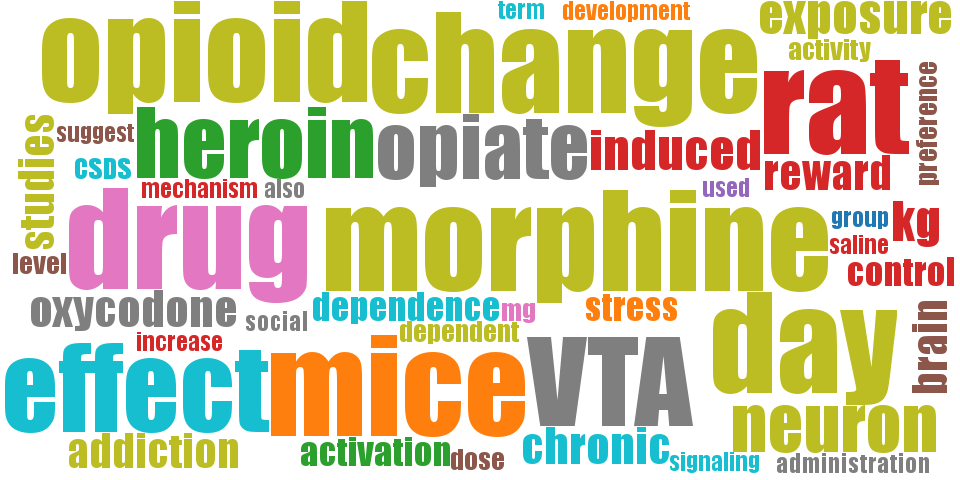 term
development
exposure
opioid
change
activity
rat
preference
suggest
heroin
opiate
induced
studies
CSDS
reward
mechanism
also
used
drug
morphine
group
kg
saline
level
control
oxycodone
social
dependence
mg
stress
day
dependent
brain
increase
effect
mice
VTA
neuron
addiction
activation
dose
chronic
signaling
administration